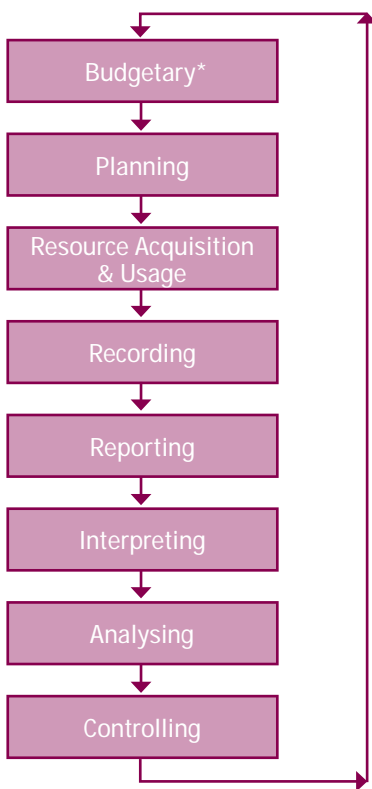 Budgetary*
Planning
Resource Acquisition
& Usage
Recording
Reporting
Interpreting
Analysing
Controlling